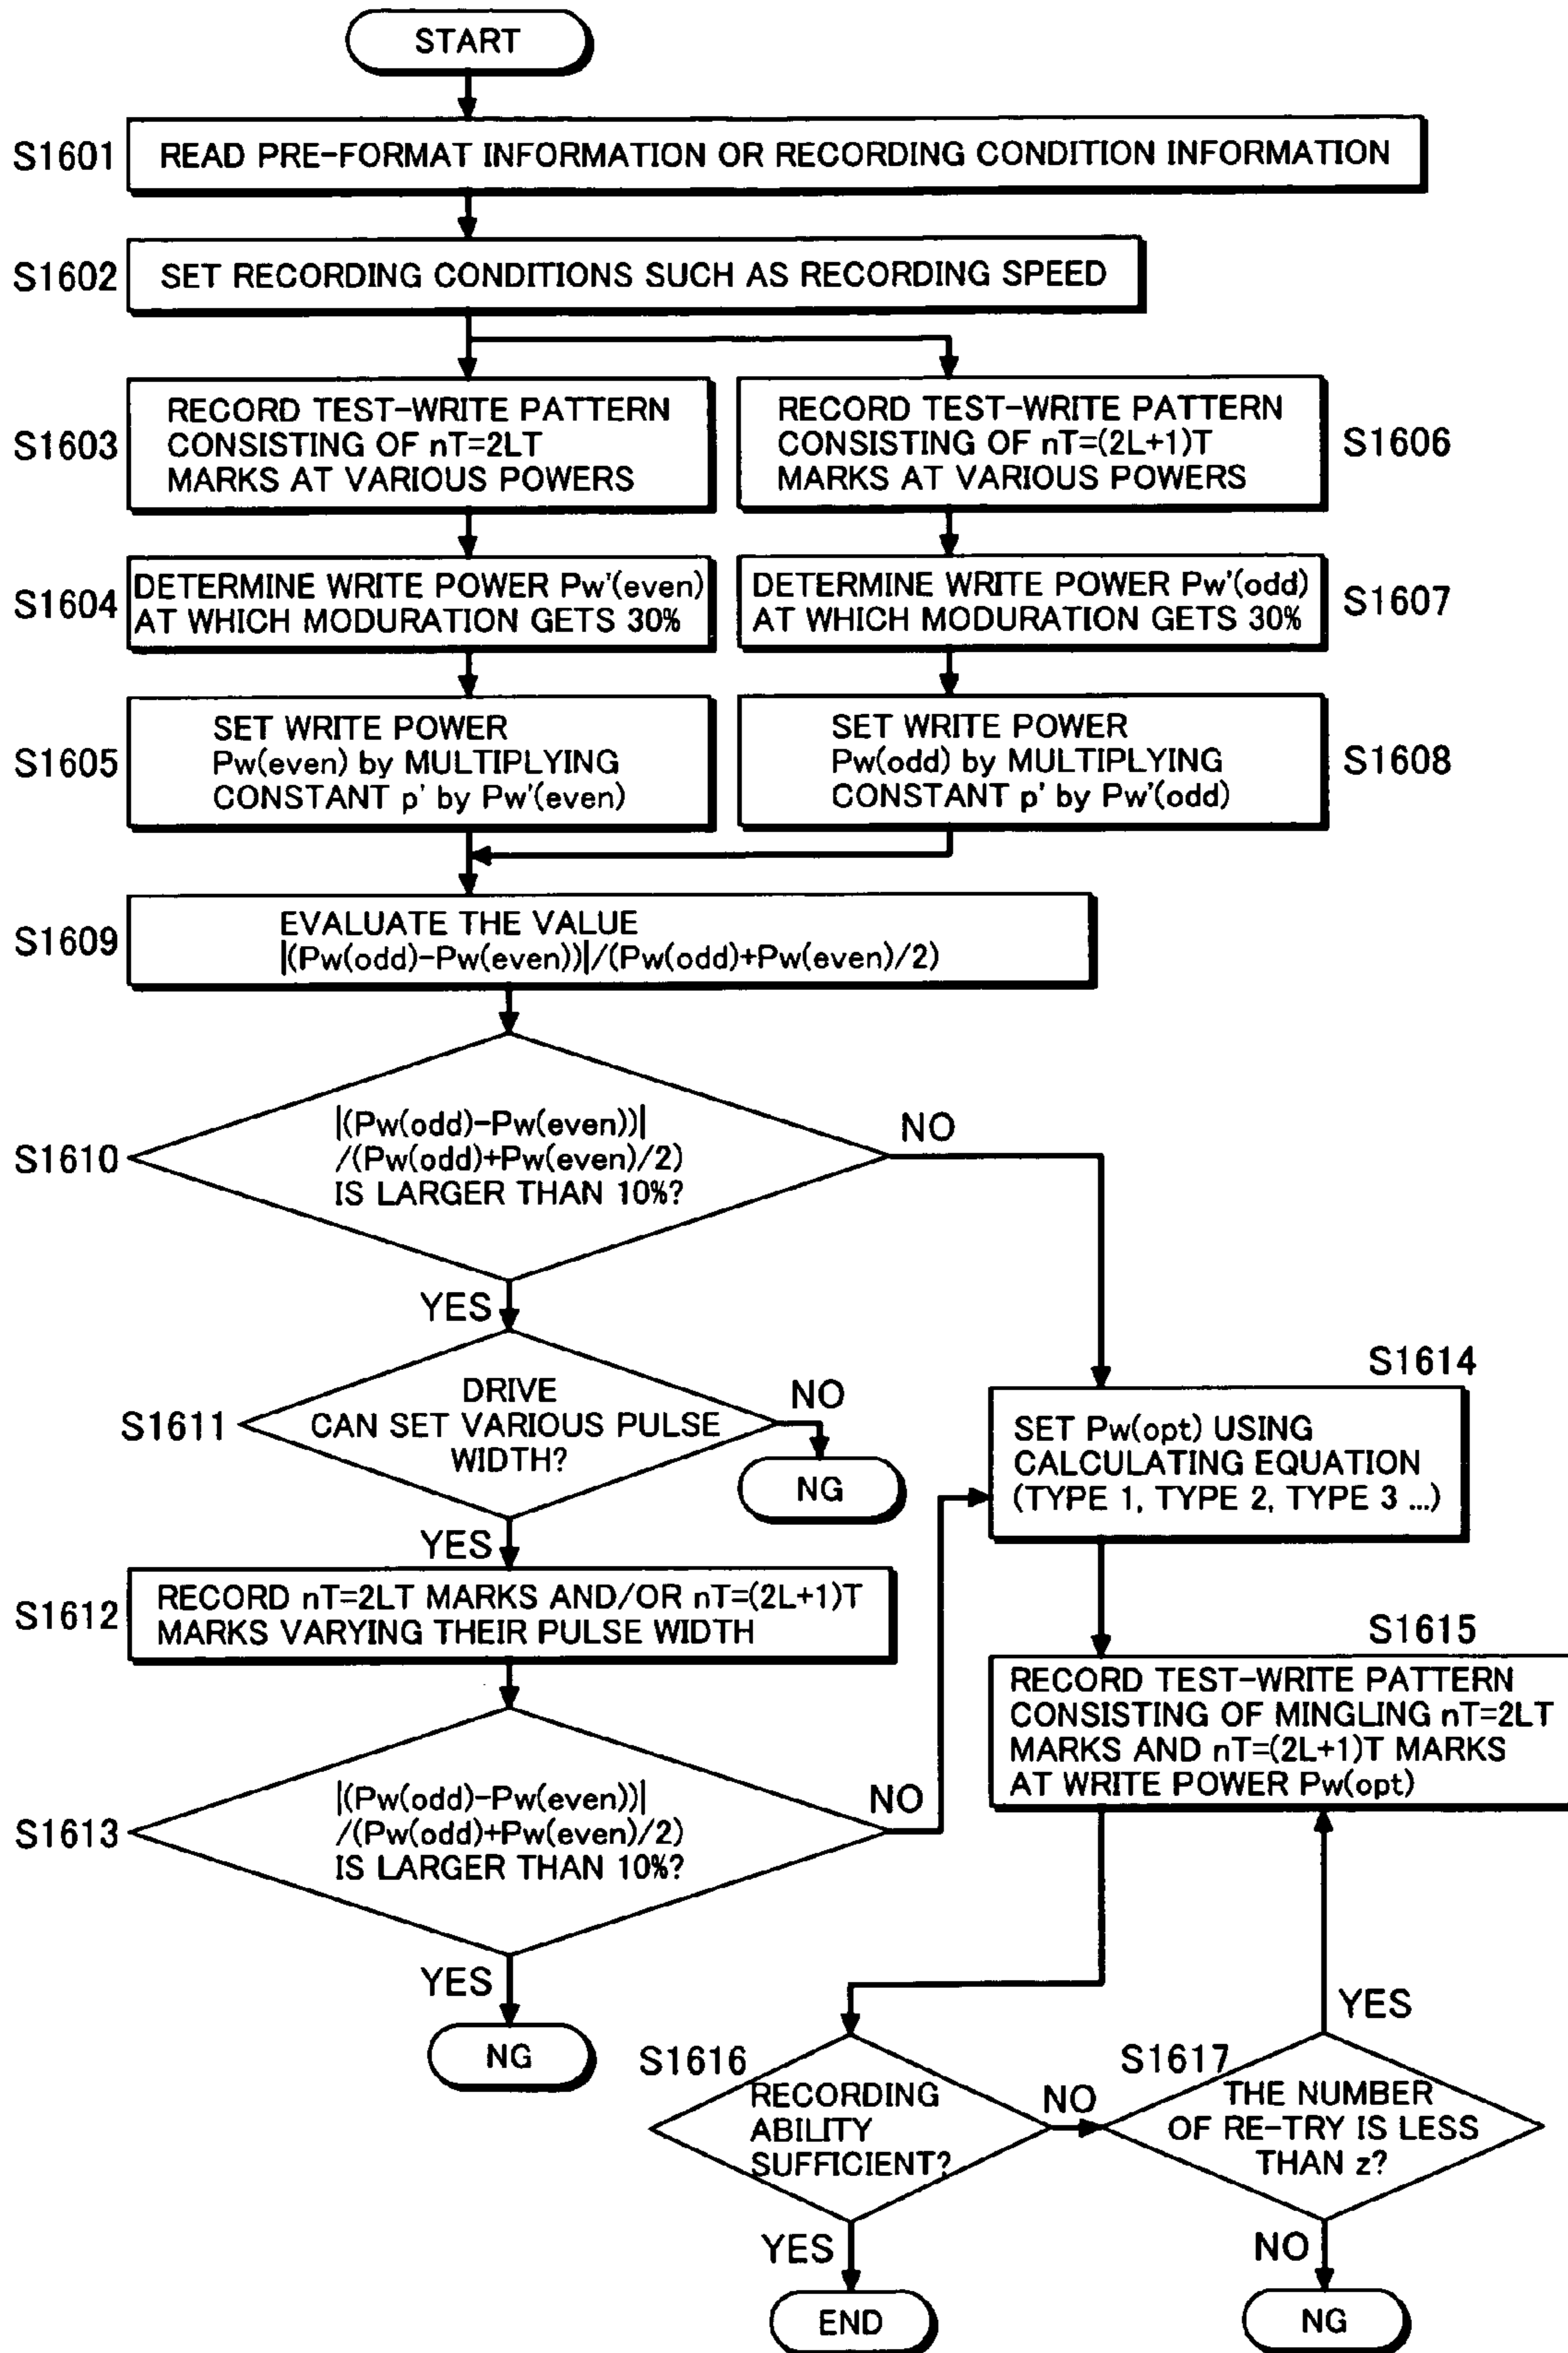 START
S1601
READ PRE-FORMAT INFORMATION OR RECORDING CONDITION INFORMATION
S1602
SET RECORDING CONDITIONS SUCH AS RECORDING SPEED
S1603
RECORD TEST-WRITE PATTERN
CONSISTING OF nT=2LT
MARKS AT VARIOUS POWERS
RECORD TEST-WRITE PATTERN
CONSISTING OF nT=(2L+1)T
MARKS AT VARIOUS POWERS
S1606
S1604
DETERMINE WRITE POWER Pw'(even)
AT WHICH MODURATION GETS 30%
DETERMINE WRITE POWER Pw'(odd)
AT WHICH MODURATION GETS 30%
S1607
S1605
SET WRITE POWER
Pw(even) by MULTIPLYING
CONSTANT p' by Pw'(even)
SET WRITE POWER
Pw(odd) by MULTIPLYING
CONSTANT p' by Pw'(odd)
S1608
S1609
EVALUATE THE VALUE
|(Pw(odd)-Pw(even))|/(Pw(odd)+Pw(even)/2)
S1610
|(Pw(odd)-Pw(even))|
/(Pw(odd)+Pw(even)/2)
IS LARGER THAN 10%?
NO
YES
S1611
DRIVE
CAN SET VARIOUS PULSE
WIDTH?
NO
NG
YES
S1612
RECORD nT=2LT MARKS AND/OR nT=(2L+1)T
MARKS VARYING THEIR PULSE WIDTH
S1613
|(Pw(odd)-Pw(even))|
/(Pw(odd)+Pw(even)/2)
IS LARGER THAN 10%?
NO
YES
NG
S1614
SET Pw(opt) USING
CALCULATING EQUATION
(TYPE 1, TYPE 2, TYPE 3 ...)
S1615
RECORD TEST-WRITE PATTERN
CONSISTING OF MINGLING nT=2LT
MARKS AND nT=(2L+1)T MARKS
AT WRITE POWER Pw(opt)
S1616
RECORDING
ABILITY
SUFFICIENT?
NO
YES
END
S1617
THE NUMBER
OF RE-TRY IS LESS
THAN z?
YES
NO
NG